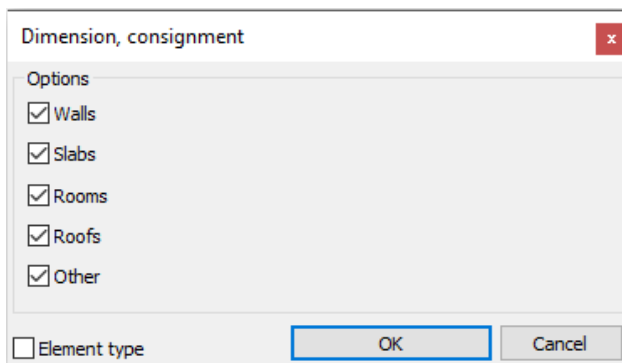 Dimension, consignment
x
Options
Walls
Slabs
Rooms
Roofs
Other
Element type
OK
Cancel